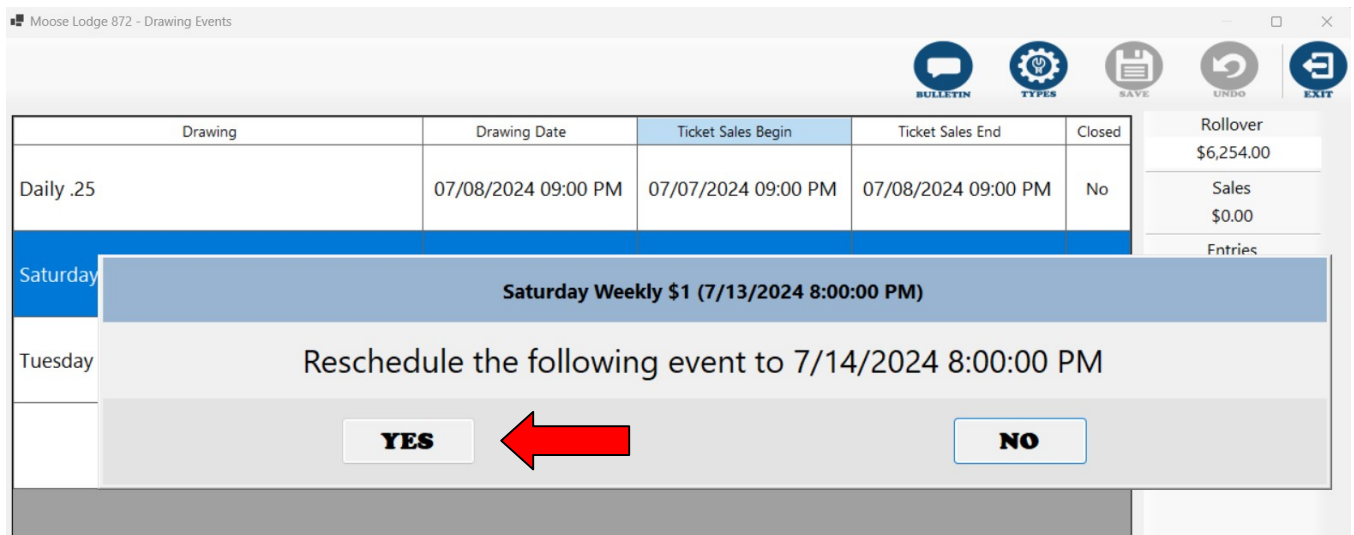 Moose Lodge 872 - Drawing Events
BULLETIN TYPES SAVE UNDO EXIT
Drawing Drawing Date Ticket Sales Begin Ticket Sales End Closed
Daily .25 07/08/2024 09:00 PM 07/07/2024 09:00 PM 07/08/2024 09:00 PM No
Rollover
$6,254.00
Sales
$0.00
Entries
Saturday
Tuesday
Saturday Weekly $1 (7/13/2024 8:00:00 PM)
Reschedule the following event to 7/14/2024 8:00:00 PM
YES NO